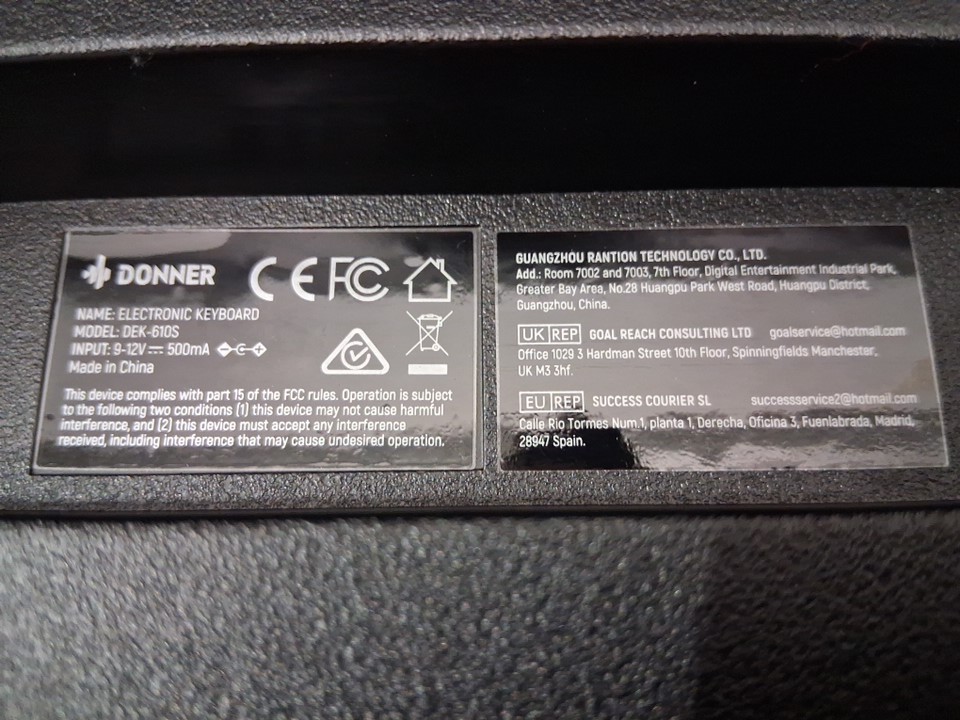 DONNER CE FC
NAME: ELECTRONIC KEYBOARD
MODEL: DEK-610S
INPUT: 9-12V⎓ 500mA
Made in China
This device complies with part 15 of the FCC rules. Operation is subject
to the following two conditions (1) this device may not cause harmful
interference, and (2) this device must accept any interference
received, including interference that may cause undesired operation.
GUANGZHOU RANTION TECHNOLOGY CO., LTD.
Add.: Room 7002 and 7003, 7th Floor, Digital Entertainment Industrial Park,
Greater Bay Area, No.28 Huangpu Park West Road, Huangpu District,
Guangzhou, China.
UK REP GOAL REACH CONSULTING LTD goalservice@hotmail.com
Office 1029 3 Hardman Street 10th Floor, Spinningfields Manchester,
UK M3 3hf.
EU REP SUCCESS COURIER SL successservice2@hotmail.com
Calle Rio Tormes Num.1, planta 1, Derecha, Oficina 3, Fuenlabrada, Madrid,
28947 Spain.